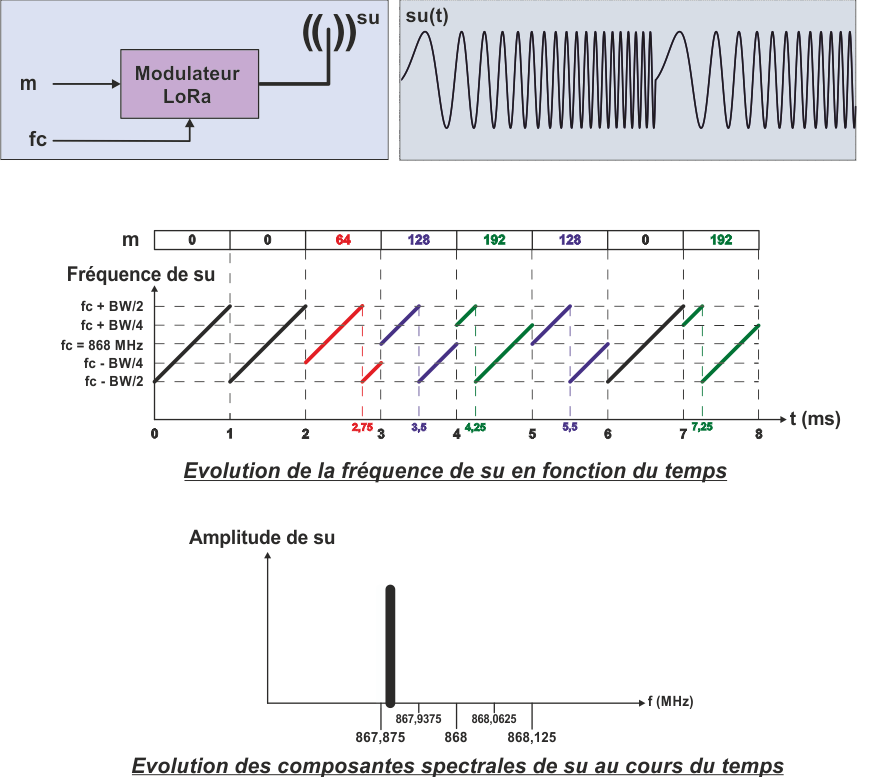 su
su(t)
m
Modulateur
LoRa
fc
m 0 0 64 128 192 128 0 192
Fréquence de su
fc + BW/2
fc + BW/4
fc = 868 MHz
fc - BW/4
fc - BW/2
t (ms)
0 1 2 2,75 3 3,5 4 4,25 5 5,5 6 7 7,25 8
Evolution de la fréquence de su en fonction du temps
Amplitude de su
f (MHz)
867,9375 868,0625
867,875 868 868,125
Evolution des composantes spectrales de su au cours du temps